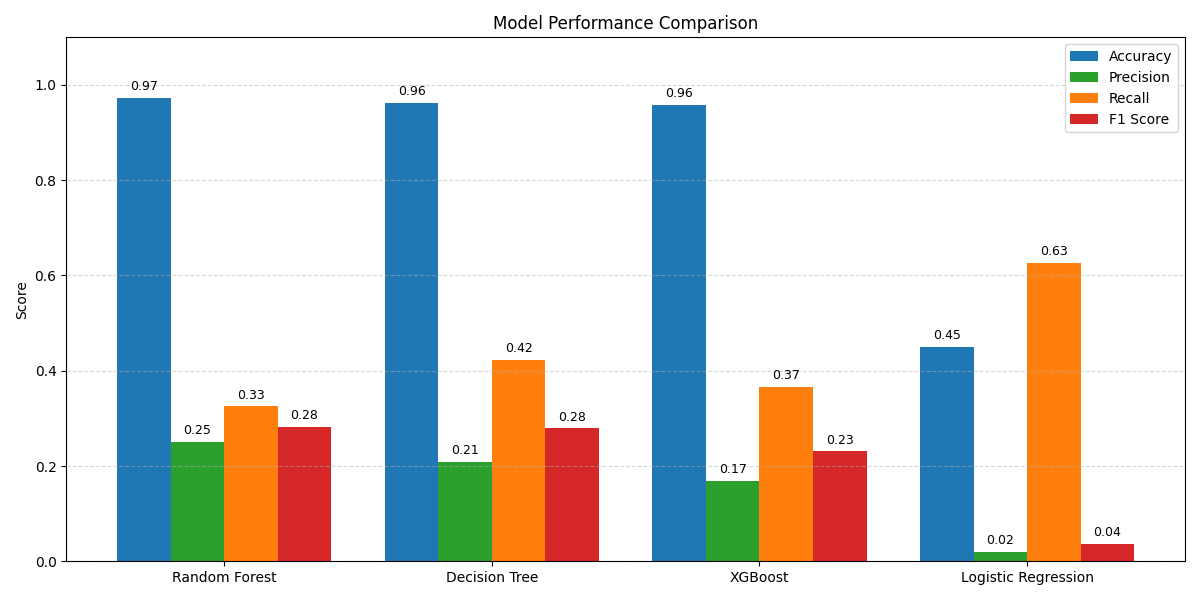 Model Performance Comparison
Accuracy
Precision
Recall
F1 Score
Score
1.0
0.8
0.6
0.4
0.2
0.0
0.97
0.25
0.33
0.28
0.96
0.21
0.42
0.28
0.96
0.17
0.37
0.23
0.45
0.02
0.63
0.04
Random Forest
Decision Tree
XGBoost
Logistic Regression